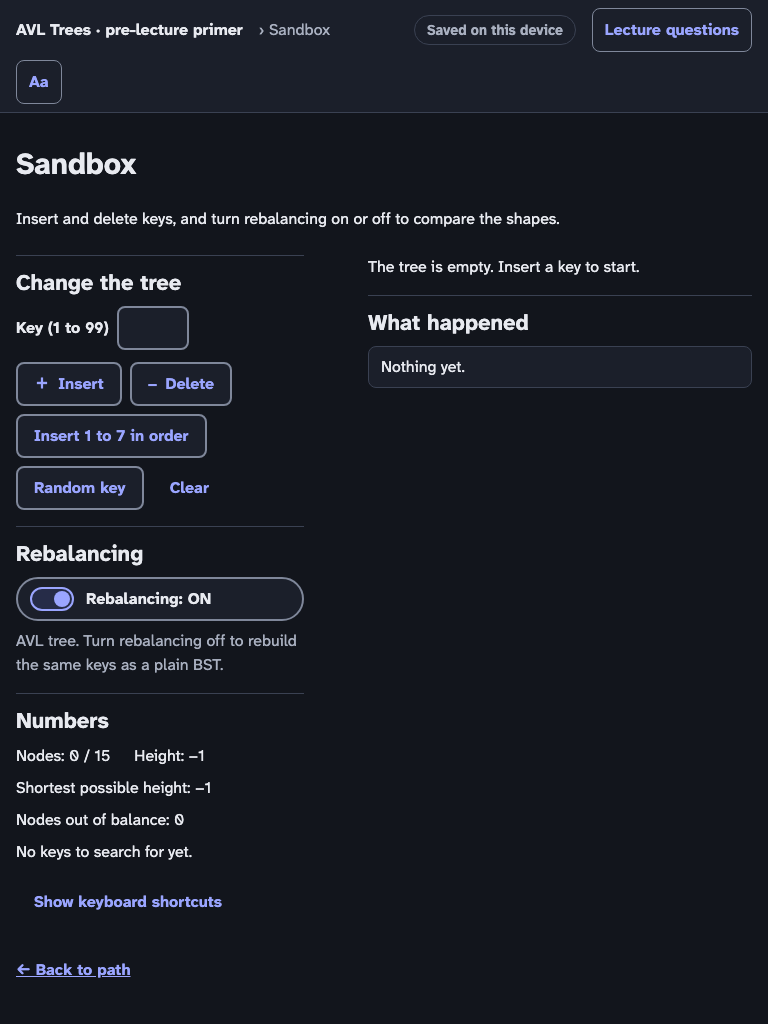 AVL Trees · pre-lecture primer › Sandbox Saved on this device Lecture questions
Aa
Sandbox
Insert and delete keys, and turn rebalancing on or off to compare the shapes.
Change the tree
Key (1 to 99)
+ Insert – Delete
Insert 1 to 7 in order
Random key Clear
Rebalancing
Rebalancing: ON
AVL tree. Turn rebalancing off to rebuild
the same keys as a plain BST.
Numbers
Nodes: 0 / 15 Height: −1
Shortest possible height: −1
Nodes out of balance: 0
No keys to search for yet.
Show keyboard shortcuts
← Back to path
The tree is empty. Insert a key to start.
What happened
Nothing yet.